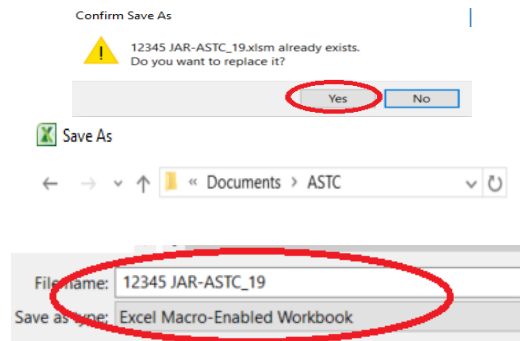 Confirm Save As
12345 JAR-ASTC_19.xlsm already exists.
Do you want to replace it?
Yes No
Save As
« Documents > ASTC
File name: 12345 JAR-ASTC_19
Save as type: Excel Macro-Enabled Workbook